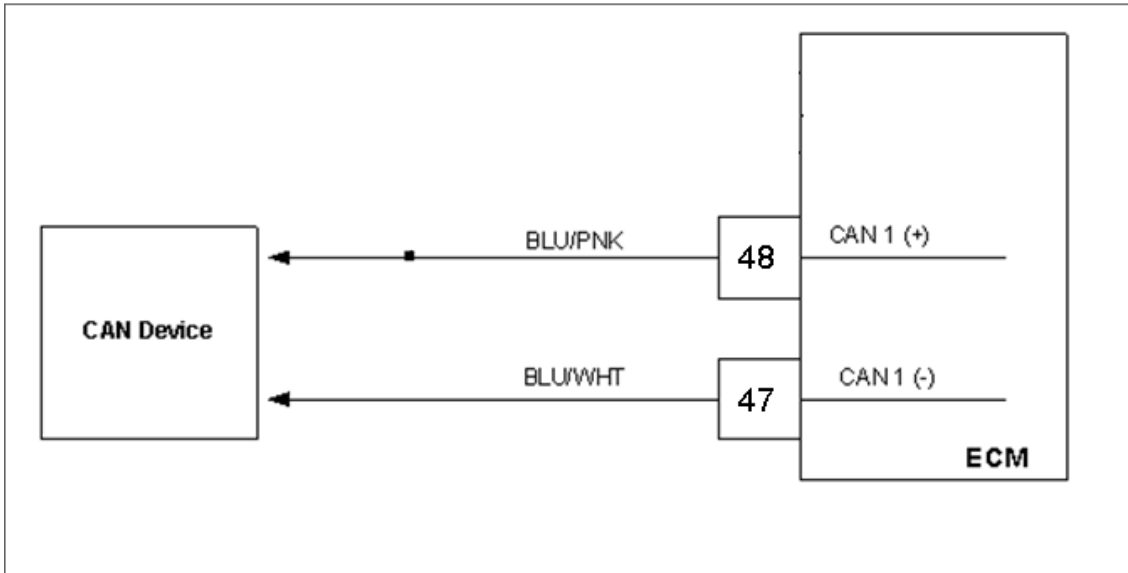 BLU/PNK
48
CAN 1 (+)
CAN Device
BLU/WHT
47
CAN 1 (-)
ECM